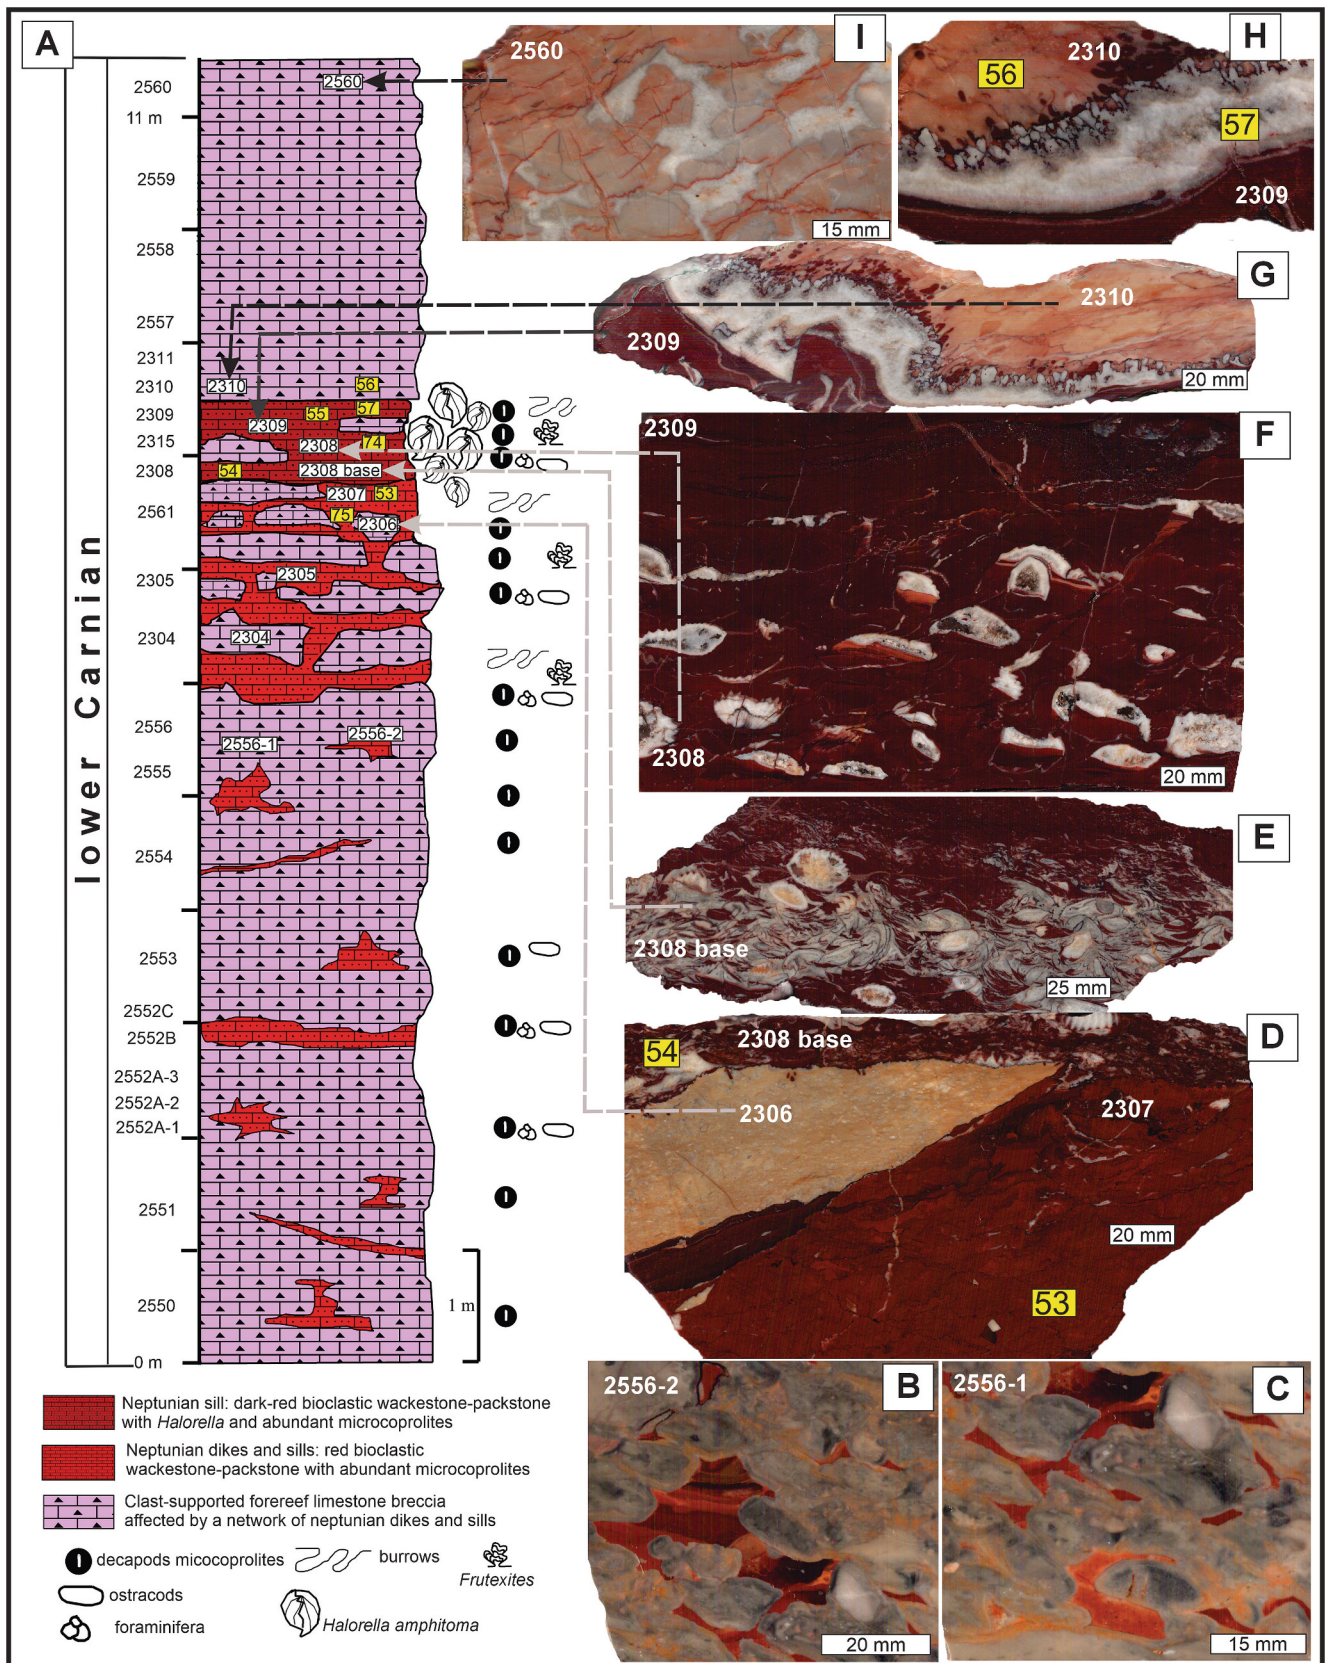 A
lower Carnian
2560
11 m
2559
2558
2557
2311
2310
2309
2315
2308
2561
2305
2304
2556
2555
2554
2553
2552C
2552B
2552A-3
2552A-2
2552A-1
2551
2550
0 m
2560
2310
56
57
55
2309
2308
74
54
2308 base
2307
53
75
2306
2305
2304
2556-1
2556-2
1 m
2560
I
15 mm
H
2310
56
57
2309
G
2310
2309
20 mm
F
2309
2308
20 mm
E
2308 base
25 mm
D
2308 base
54
2306
2307
20 mm
53
B
2556-2
20 mm
C
2556-1
15 mm
Neptunian sill: dark-red bioclastic wackestone-packstone
with Halorella and abundant microcoprolites
Neptunian dikes and sills: red bioclastic
wackestone-packstone with abundant microcoprolites
Clast-supported forereef limestone breccia
affected by a network of neptunian dikes and sills
decapods micocoprolites
burrows
Frutexites
ostracods
foraminifera
Halorella amphitoma